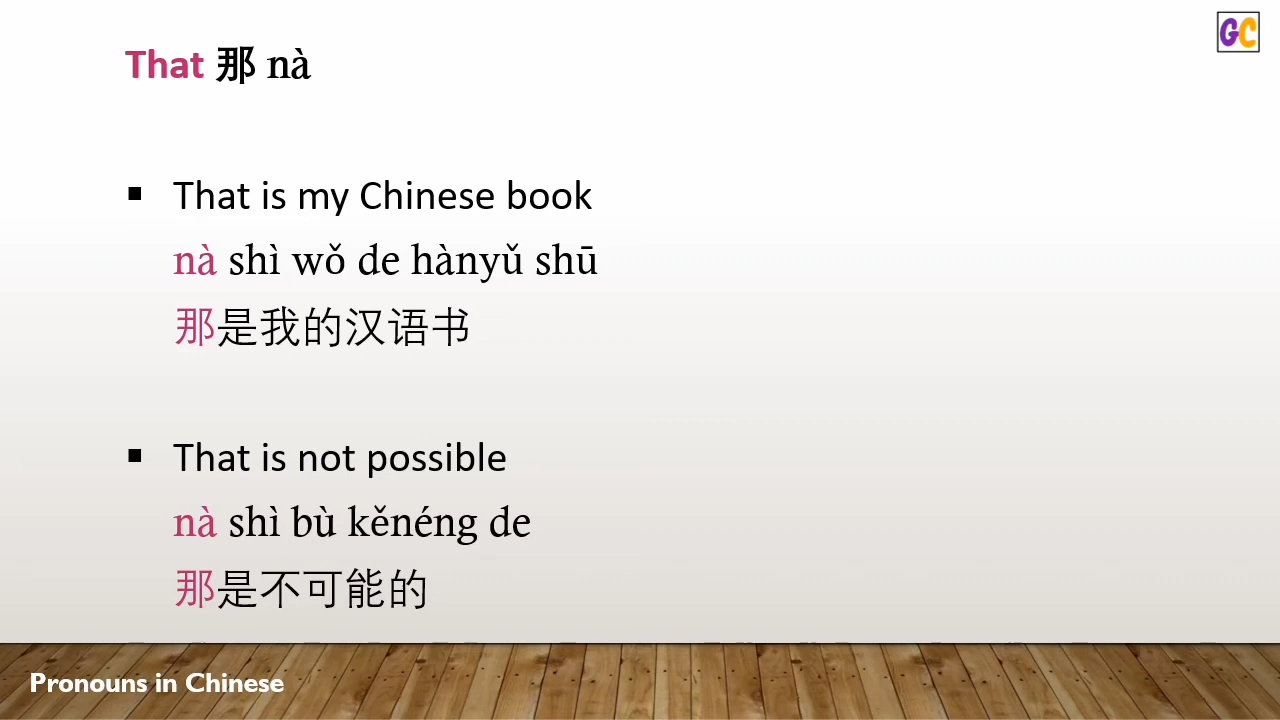 GC
That 那 nà
▪ That is my Chinese book
nà shì wǒ de hànyǔ shū
那是我的汉语书
▪ That is not possible
nà shì bù kěnéng de
那是不可能的
Pronouns in Chinese